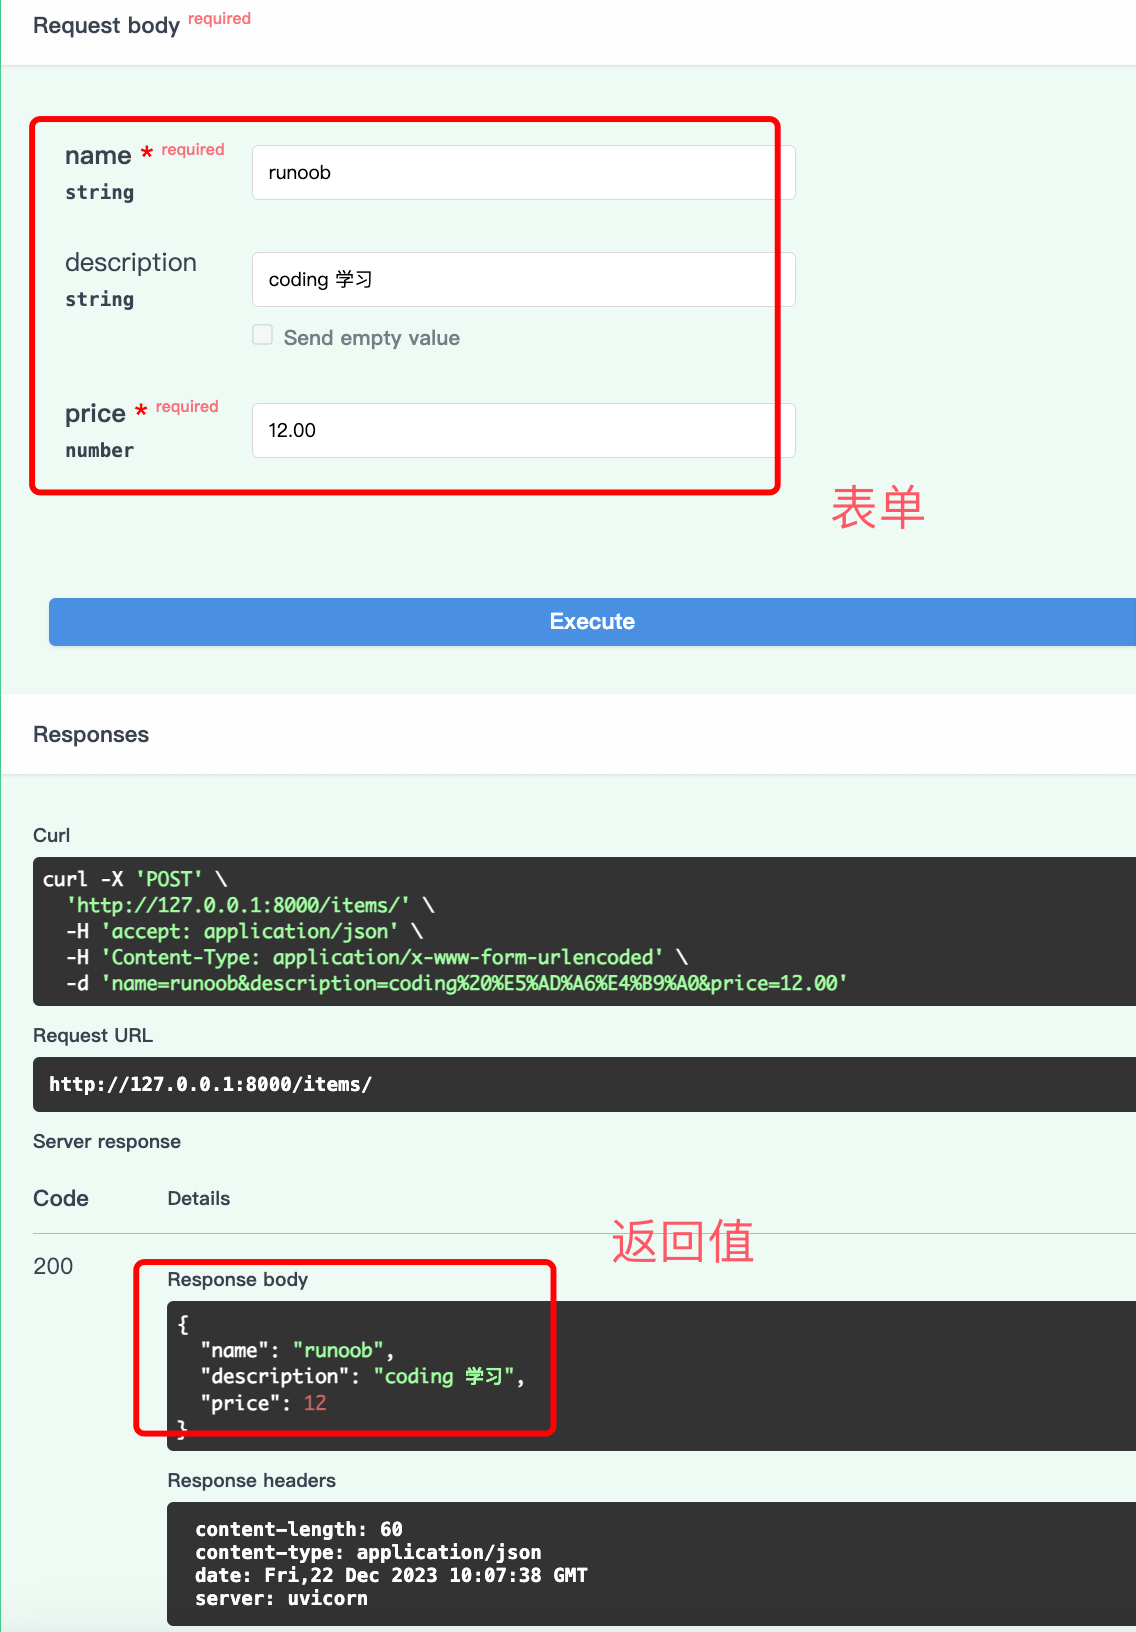 Request body required
name * required
string
runoob
description
string
coding 学习
Send empty value
price * required
number
12.00
表单
Execute
Responses
Curl
curl -X 'POST' \
'http://127.0.0.1:8000/items/' \
-H 'accept: application/json' \
-H 'Content-Type: application/x-www-form-urlencoded' \
-d 'name=runoob&description=coding%20%E5%AD%A6%E4%B9%A0&price=12.00'
Request URL
http://127.0.0.1:8000/items/
Server response
Code Details
返回值
200
Response body
{
"name": "runoob",
"description": "coding 学习",
"price": 12
}
Response headers
content-length: 60
content-type: application/json
date: Fri,22 Dec 2023 10:07:38 GMT
server: uvicorn